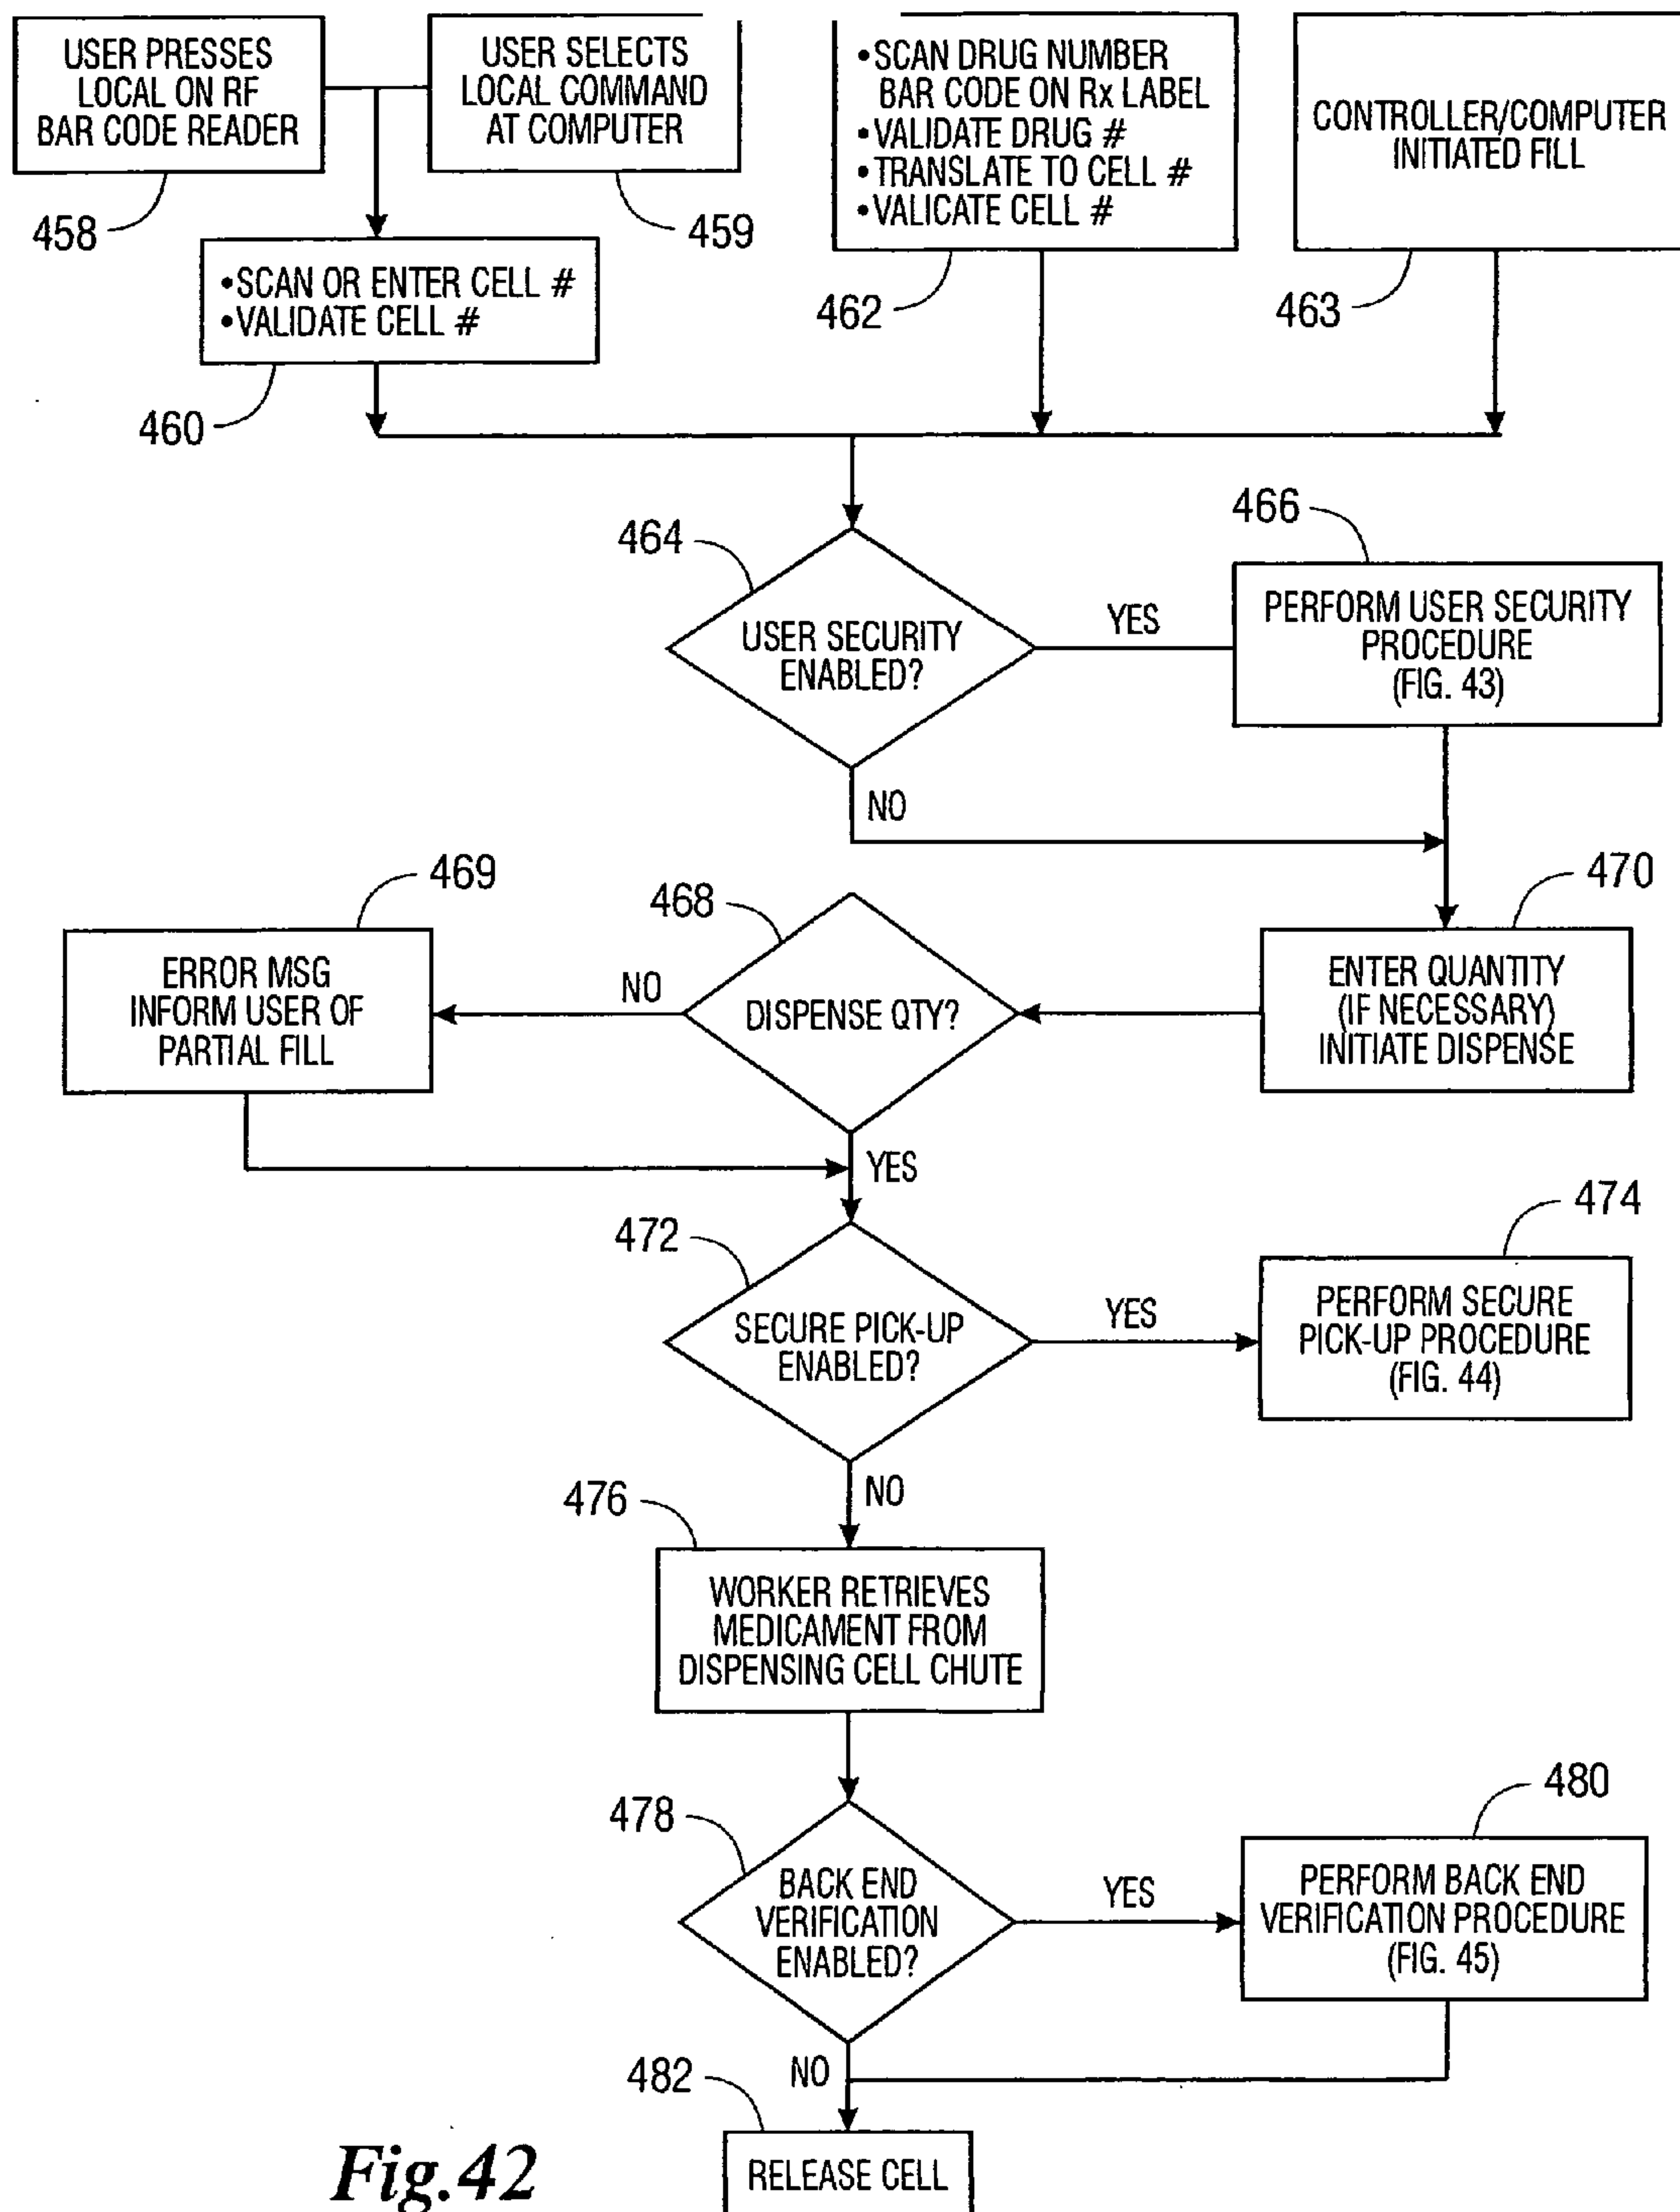 USER PRESSES
LOCAL ON RF
BAR CODE READER
458
USER SELECTS
LOCAL COMMAND
AT COMPUTER
459
•SCAN DRUG NUMBER
BAR CODE ON Rx LABEL
•VALIDATE DRUG #
•TRANSLATE TO CELL #
•VALICATE CELL #
462
CONTROLLER/COMPUTER
INITIATED FILL
463
•SCAN OR ENTER CELL #
•VALIDATE CELL #
460
464
USER SECURITY
ENABLED?
YES
NO
466
PERFORM USER SECURITY
PROCEDURE
(FIG. 43)
470
ENTER QUANTITY
(IF NECESSARY)
INITIATE DISPENSE
468
DISPENSE QTY?
NO
YES
469
ERROR MSG
INFORM USER OF
PARTIAL FILL
472
SECURE PICK-UP
ENABLED?
YES
NO
474
PERFORM SECURE
PICK-UP PROCEDURE
(FIG. 44)
476
WORKER RETRIEVES
MEDICAMENT FROM
DISPENSING CELL CHUTE
478
BACK END
VERIFICATION
ENABLED?
YES
NO
480
PERFORM BACK END
VERIFICATION PROCEDURE
(FIG. 45)
482
RELEASE CELL
Fig.42